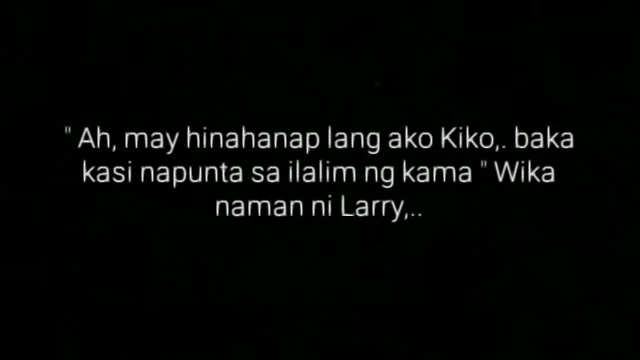 " Ah, may hinahanap lang ako Kiko,. baka
kasi napunta sa ilalim ng kama " Wika
naman ni Larry,..